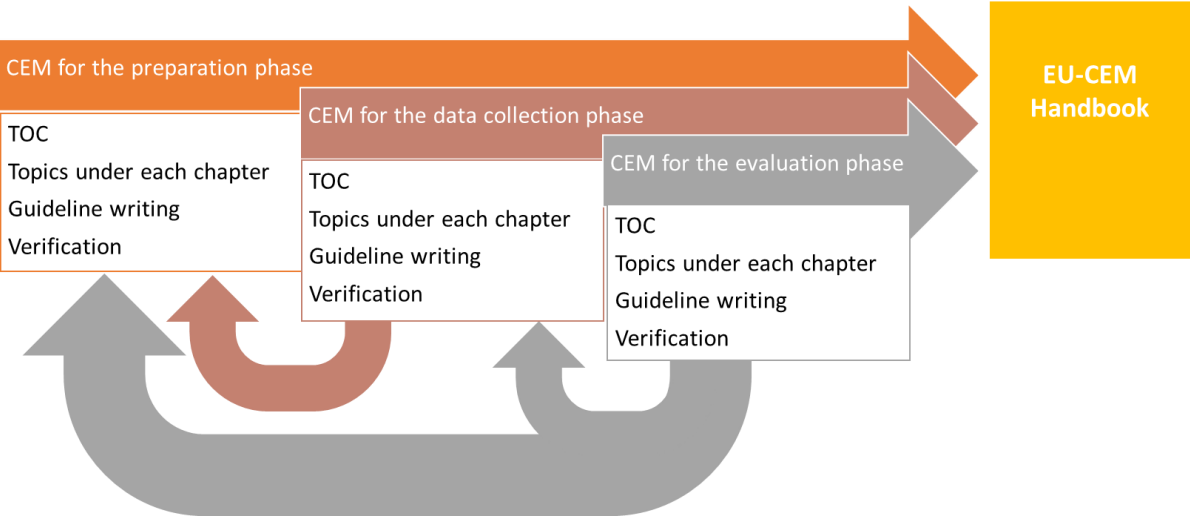 CEM for the preparation phase
TOC
Topics under each chapter
Guideline writing
Verification
CEM for the data collection phase
TOC
Topics under each chapter
Guideline writing
Verification
CEM for the evaluation phase
TOC
Topics under each chapter
Guideline writing
Verification
EU-CEM
Handbook